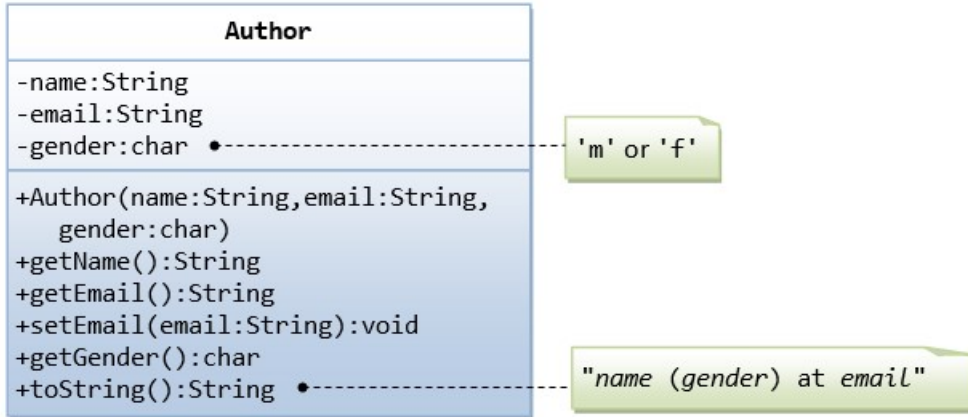 Author
-name:String
-email:String
-gender:char
'm' or 'f'
+Author(name:String,email:String,
gender:char)
+getName():String
+getEmail():String
+setEmail(email:String):void
+getGender():char
+toString():String
"name (gender) at email"